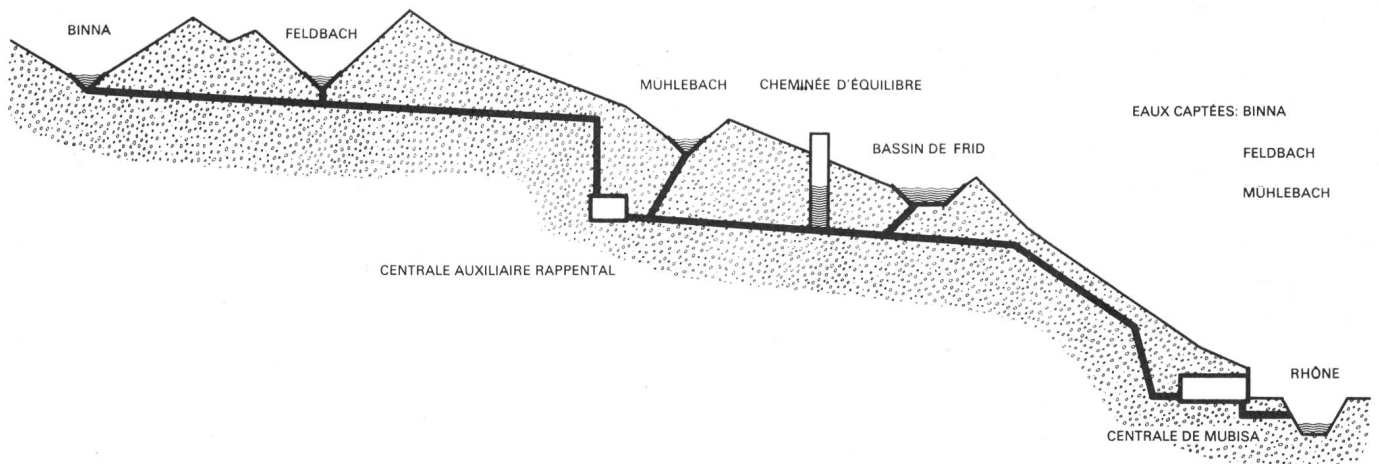 BINNA
FELDBACH
MÜHLEBACH
CHEMINÉE D'ÉQUILIBRE
BASSIN DE FRID
EAUX CAPTÉES: BINNA
FELDBACH
MÜHLEBACH
CENTRALE AUXILIAIRE RAPPENTAL
RHÔNE
CENTRALE DE MUBISA